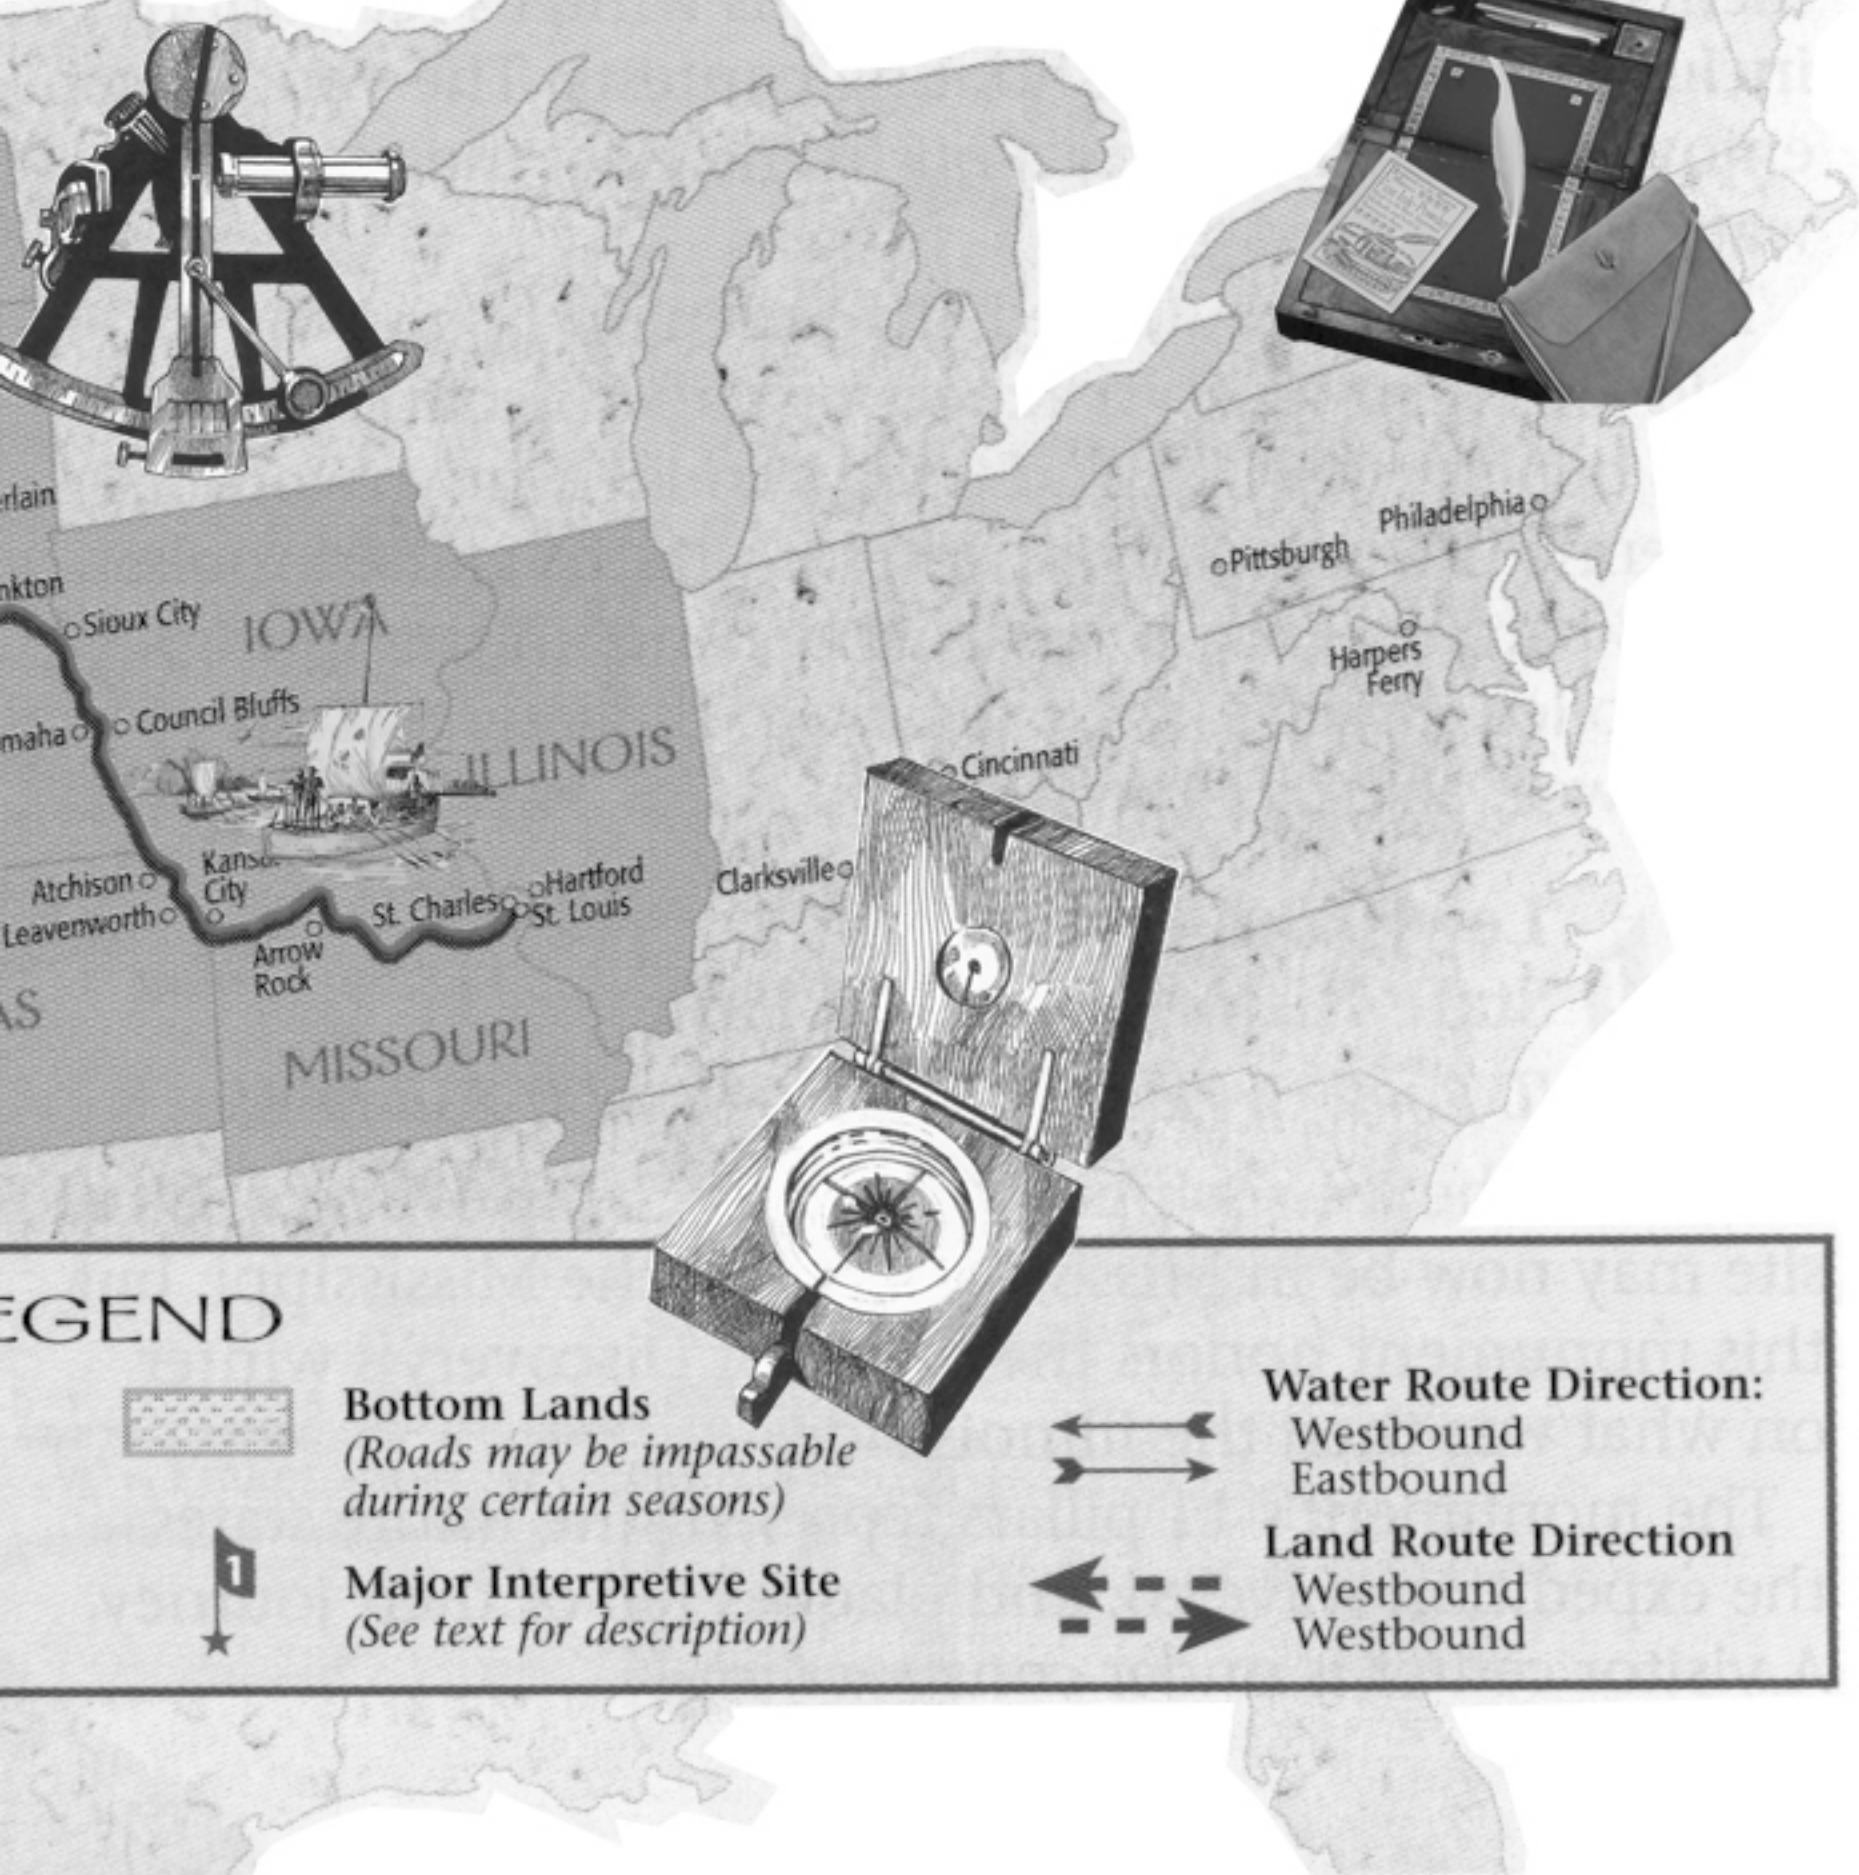 erlain
Philadelphia
Pittsburgh
nkton
Sioux City
IOWA
Harpers
Ferry
Council Bluffs
maha
ILLINOIS
Cincinnati
Kansas
City
Atchison
Hartford
Clarksville
Leavenworth
St. Charles
St. Louis
Arrow
Rock
AS
MISSOURI
EGEND
Bottom Lands
(Roads may be impassable
during certain seasons)
1
Major Interpretive Site
(See text for description)
Water Route Direction:
Westbound
Eastbound
Land Route Direction
Westbound
Westbound